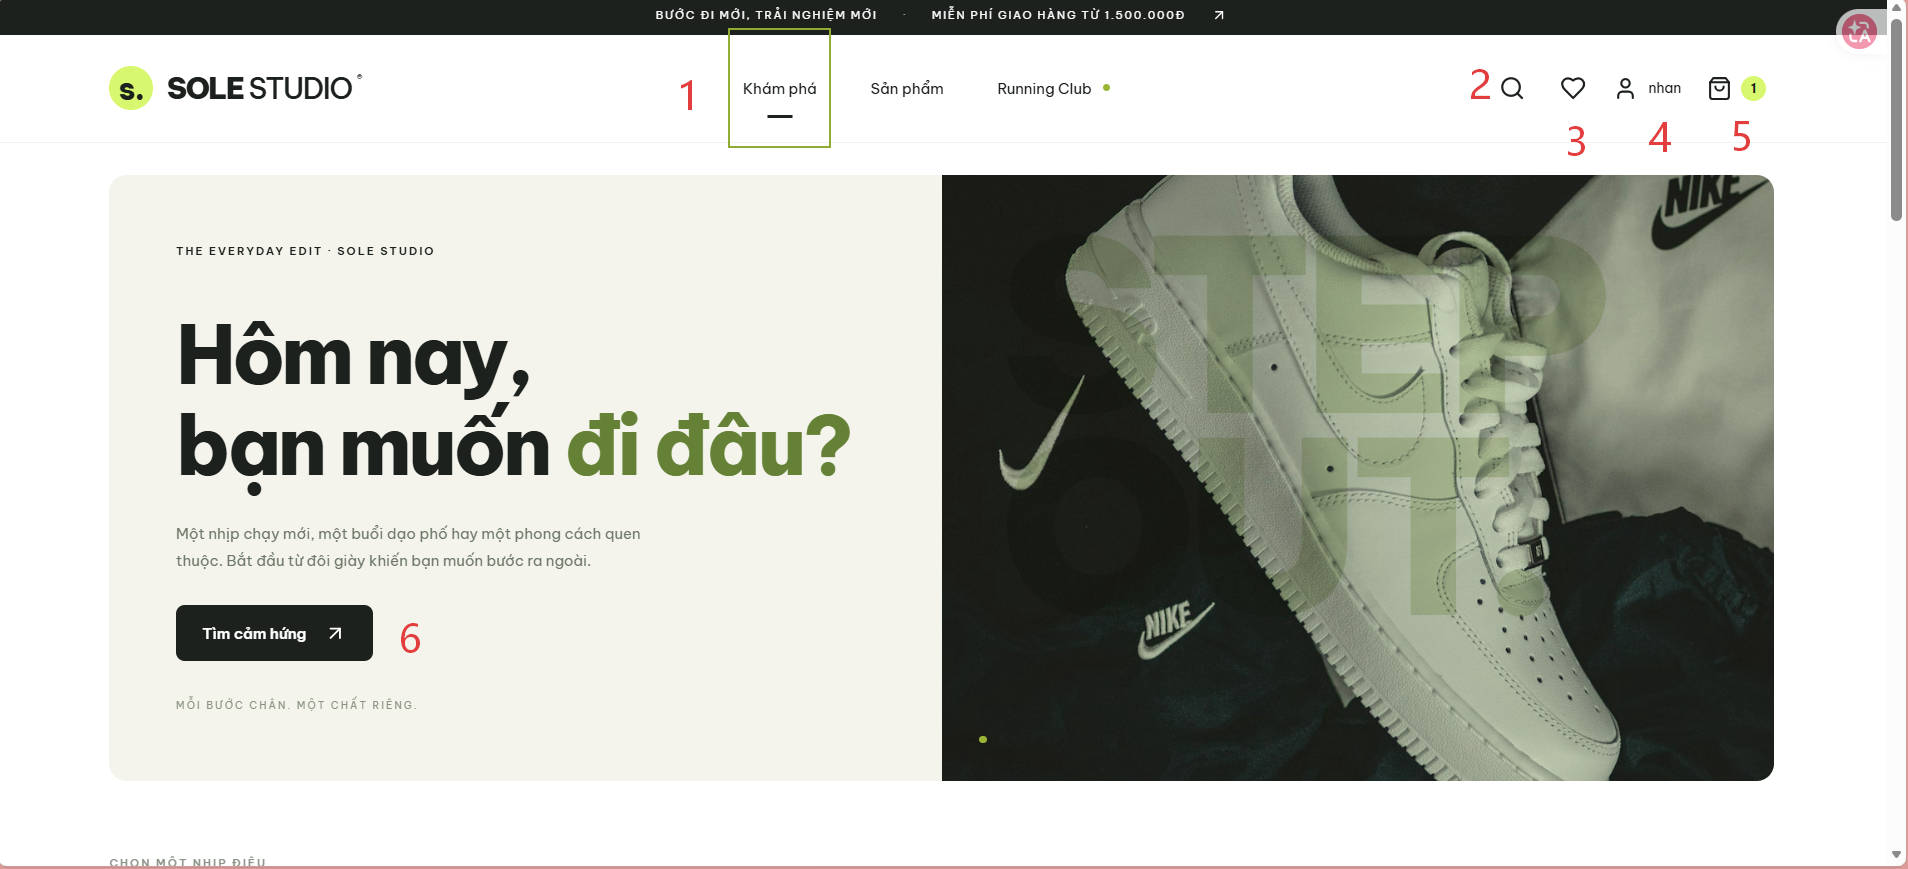 BƯỚC ĐI MỚI, TRẢI NGHIỆM MỚI · MIỄN PHÍ GIAO HÀNG TỪ 1.500.000Đ
s. SOLE STUDIO®
1 Khám phá Sản phẩm Running Club
2 3 nhan 4 1 5
THE EVERYDAY EDIT · SOLE STUDIO
Hôm nay,
bạn muốn đi đâu?
Một nhịp chạy mới, một buổi dạo phố hay một phong cách quen
thuộc. Bắt đầu từ đôi giày khiến bạn muốn bước ra ngoài.
Tìm cảm hứng 6
MỖI BƯỚC CHÂN. MỘT CHẤT RIÊNG.
STEP
OUT.
NIKE
NIKE
CHỌN MỘT NHỊP ĐIỆU